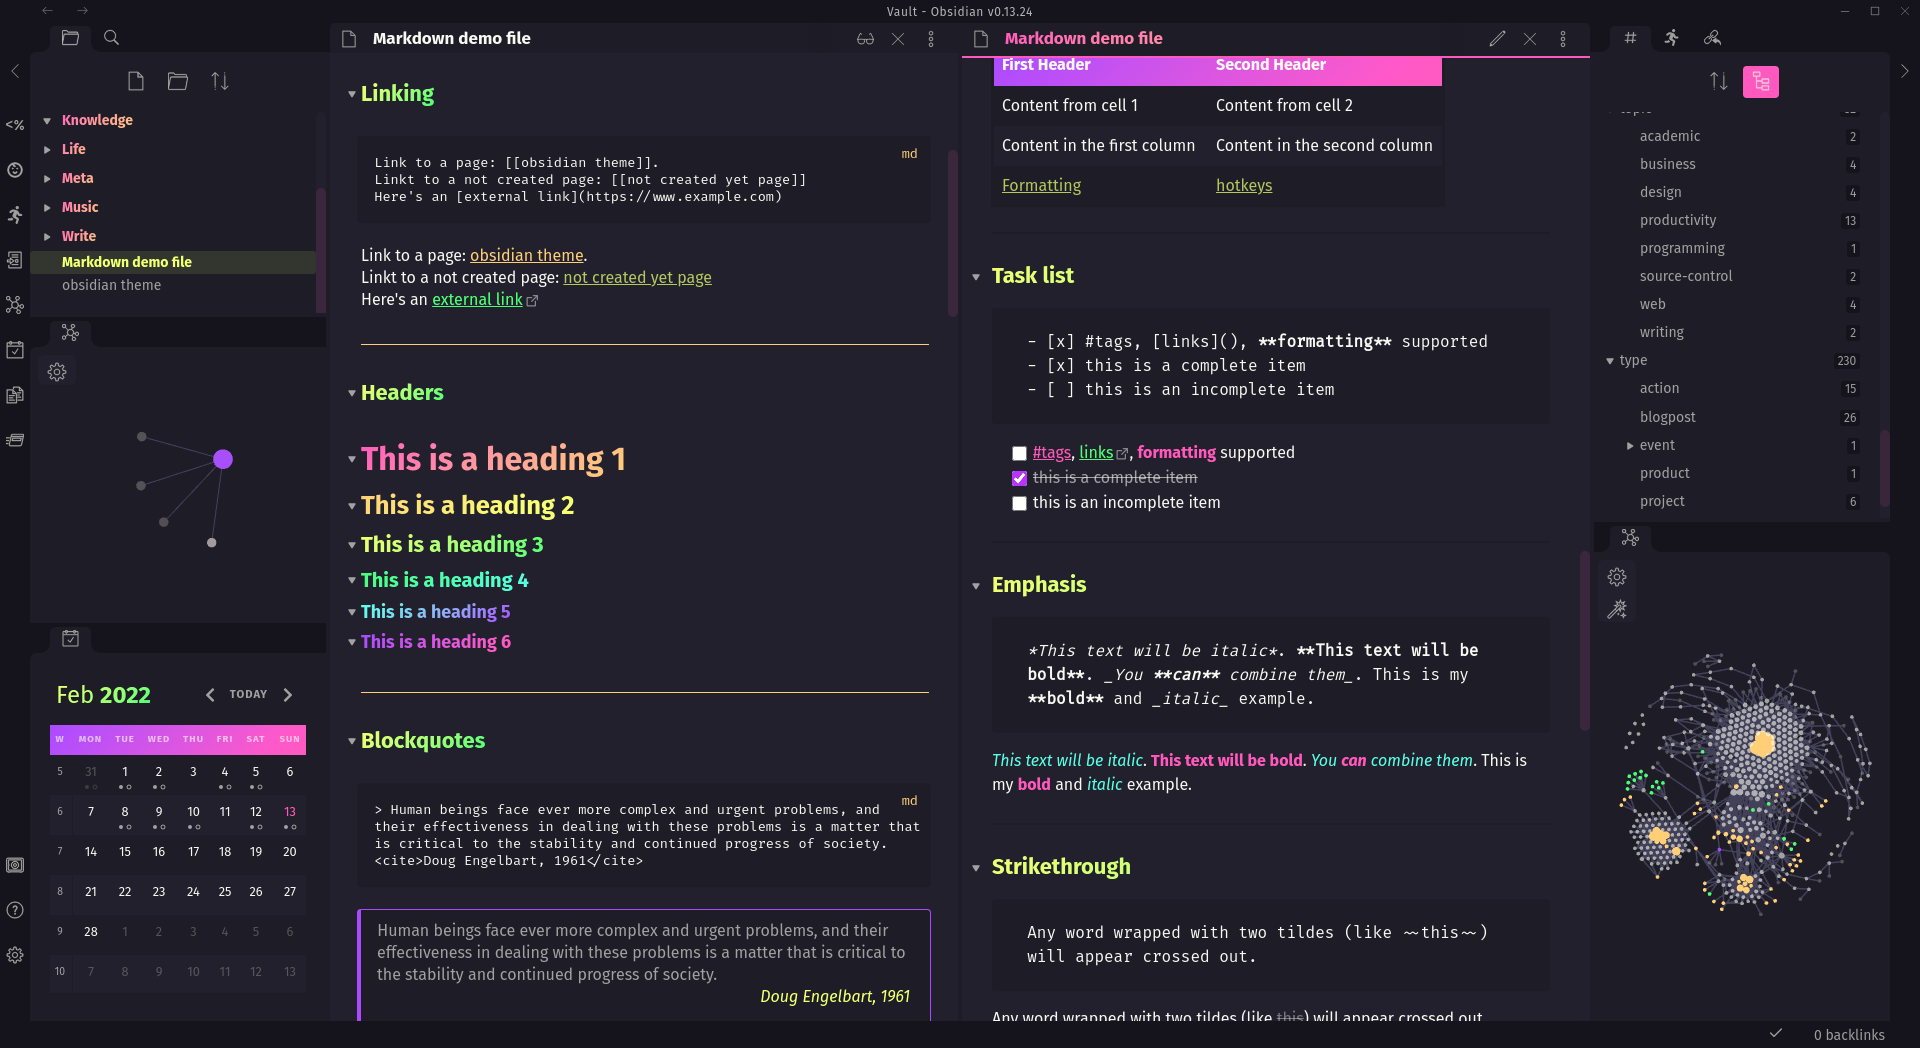 Vault - Obsidian v0.13.24
Knowledge
Life
Meta
Music
Write
Markdown demo file
obsidian theme
Feb 2022
TODAY
W MON TUE WED THU FRI SAT SUN
5 31 1 2 3 4 5 6
6 7 8 9 10 11 12 13
7 14 15 16 17 18 19 20
8 21 22 23 24 25 26 27
9 28 1 2 3 4 5 6
10 7 8 9 10 11 12 13
Markdown demo file
Linking
md
Link to a page: [[obsidian theme]].
Linkt to a not created page: [[not created yet page]]
Here's an [external link](https://www.example.com)
Link to a page: obsidian theme.
Linkt to a not created page: not created yet page
Here's an external link
Headers
This is a heading 1
This is a heading 2
This is a heading 3
This is a heading 4
This is a heading 5
This is a heading 6
Blockquotes
md
> Human beings face ever more complex and urgent problems, and
their effectiveness in dealing with these problems is a matter that
is critical to the stability and continued progress of society.
<cite>Doug Engelbart, 1961</cite>
Human beings face ever more complex and urgent problems, and their
effectiveness in dealing with these problems is a matter that is critical to
the stability and continued progress of society.
Doug Engelbart, 1961
Markdown demo file
First Header Second Header
Content from cell 1 Content from cell 2
Content in the first column Content in the second column
Formatting hotkeys
Task list
- [x] #tags, [links](), **formatting** supported
- [x] this is a complete item
- [ ] this is an incomplete item
#tags, links, formatting supported
this is a complete item
this is an incomplete item
Emphasis
*This text will be italic*. **This text will be
bold**. _You **can** combine them_. This is my
**bold** and _italic_ example.
This text will be italic. This text will be bold. You can combine them. This is
my bold and italic example.
Strikethrough
Any word wrapped with two tildes (like ~~this~~)
will appear crossed out.
Any word wrapped with two tildes (like this) will appear crossed out.
academic 2
business 4
design 4
productivity 13
programming 1
source-control 2
web 4
writing 2
type 230
action 15
blogpost 26
event 1
product 1
project 6
0 backlinks